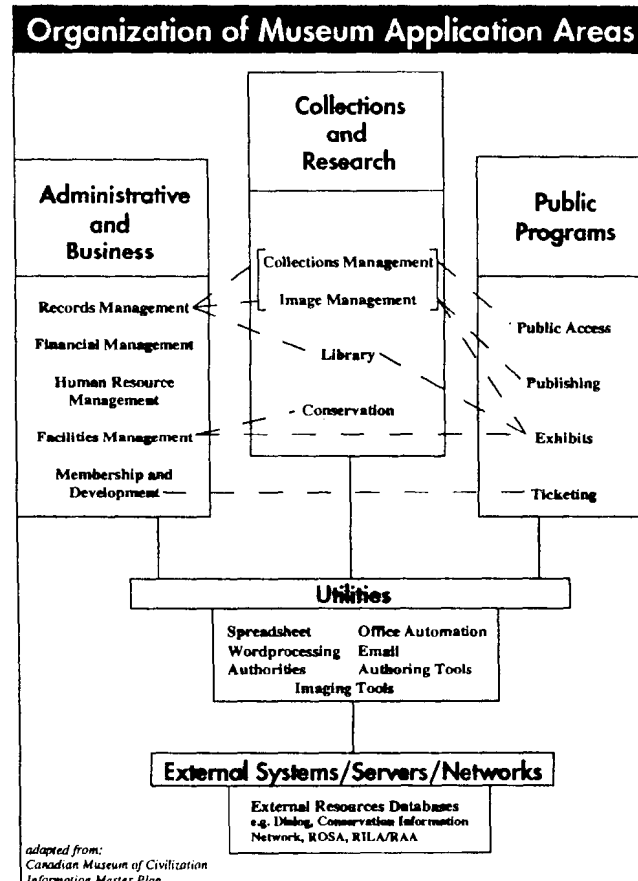 Organization of Museum Application Areas
Collections
and
Research
Collections Management
Image Management
Library
Conservation
Administrative
and
Business
Records Management
Financial Management
Human Resource
Management
Facilities Management
Membership and
Development
Public
Programs
Public Access
Publishing
Exhibits
Ticketing
Utilities
Spreadsheet Office Automation
Wordprocessing Email
Authorities Authoring Tools
Imaging Tools
External Systems/Servers/Networks
External Resources Databases
e.g. Dialog, Conservation Information
Network, ROSA, RILA/RAA
adapted from:
Canadian Museum of Civilization
Information Master Plan